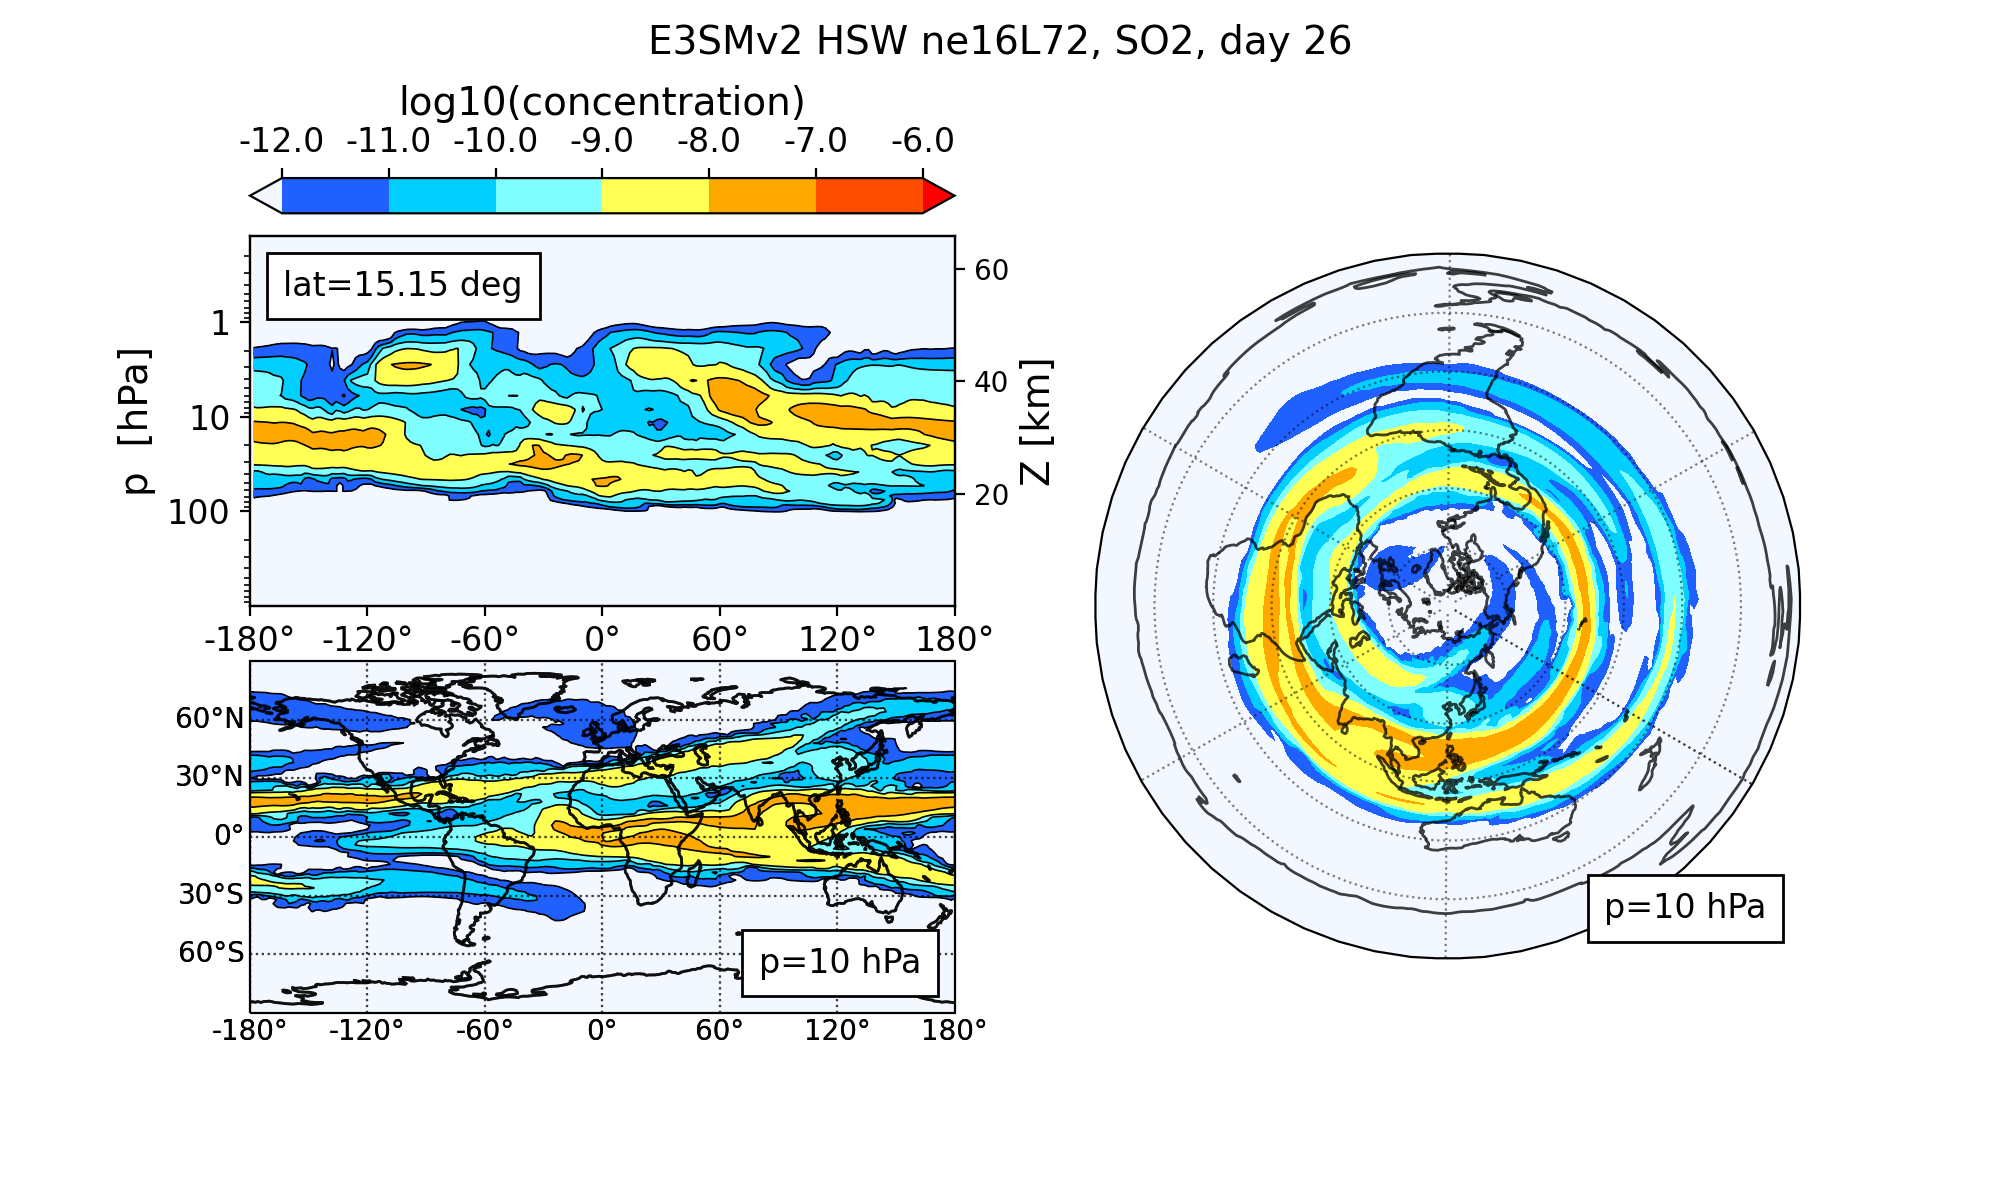 E3SMv2 HSW ne16L72, SO2, day 26
log10(concentration)
-12.0 -11.0 -10.0 -9.0 -8.0 -7.0 -6.0
lat=15.15 deg
p [hPa]
1
10
100
60
40
20
Z [km]
-180° -120° -60° 0° 60° 120° 180°
60°N
30°N
0°
30°S
60°S
p=10 hPa
-180° -120° -60° 0° 60° 120° 180°
p=10 hPa